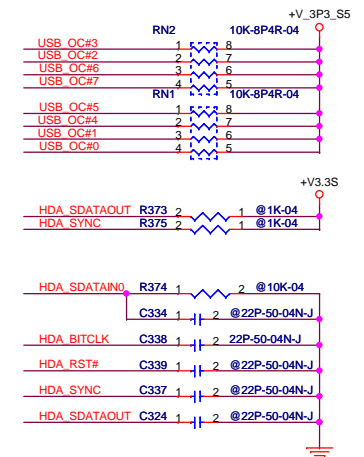 +V_3P3_S5
RN2 10K-8P4R-04
USB_OC#3 1 8
USB_OC#2 2 7
USB_OC#6 3 6
USB_OC#7 4 5
RN1 10K-8P4R-04
USB_OC#5 1 8
USB_OC#4 2 7
USB_OC#1 3 6
USB_OC#0 4 5
+V3.3S
HDA_SDATAOUT R373 2 1 @1K-04
HDA_SYNC R375 2 1 @1K-04
HDA_SDATAIN0 R374 1 2 @10K-04
C334 1 2 @22P-50-04N-J
HDA_BITCLK C338 1 2 22P-50-04N-J
HDA_RST# C339 1 2 @22P-50-04N-J
HDA_SYNC C337 1 2 @22P-50-04N-J
HDA_SDATAOUT C324 1 2 @22P-50-04N-J